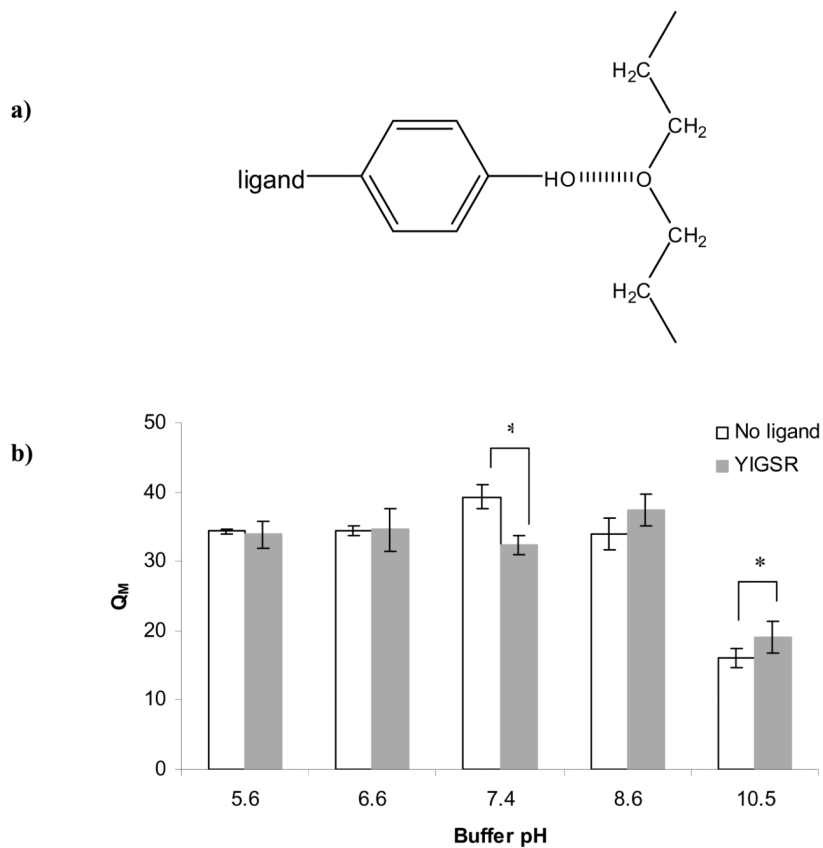 a)
H₂C
CH₂
ligand
HO
O
CH₂
H₂C
b)
50
40
30
20
10
0
Q_M
*
*
No ligand
YIGSR
5.6 6.6 7.4 8.6 10.5
Buffer pH